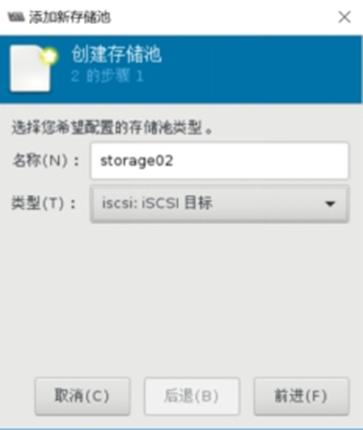 添加新存储池
创建存储池
2 的步骤 1
选择您希望配置的存储池类型。
名称(N)： storage02
类型(T)： iscsi: iSCSI 目标
取消(C) 后退(B) 前进(F)